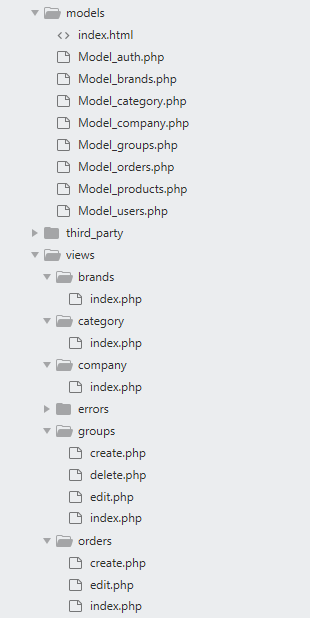 models
index.html
Model_auth.php
Model_brands.php
Model_category.php
Model_company.php
Model_groups.php
Model_orders.php
Model_products.php
Model_users.php
third_party
views
brands
index.php
category
index.php
company
index.php
errors
groups
create.php
delete.php
edit.php
index.php
orders
create.php
edit.php
index.php